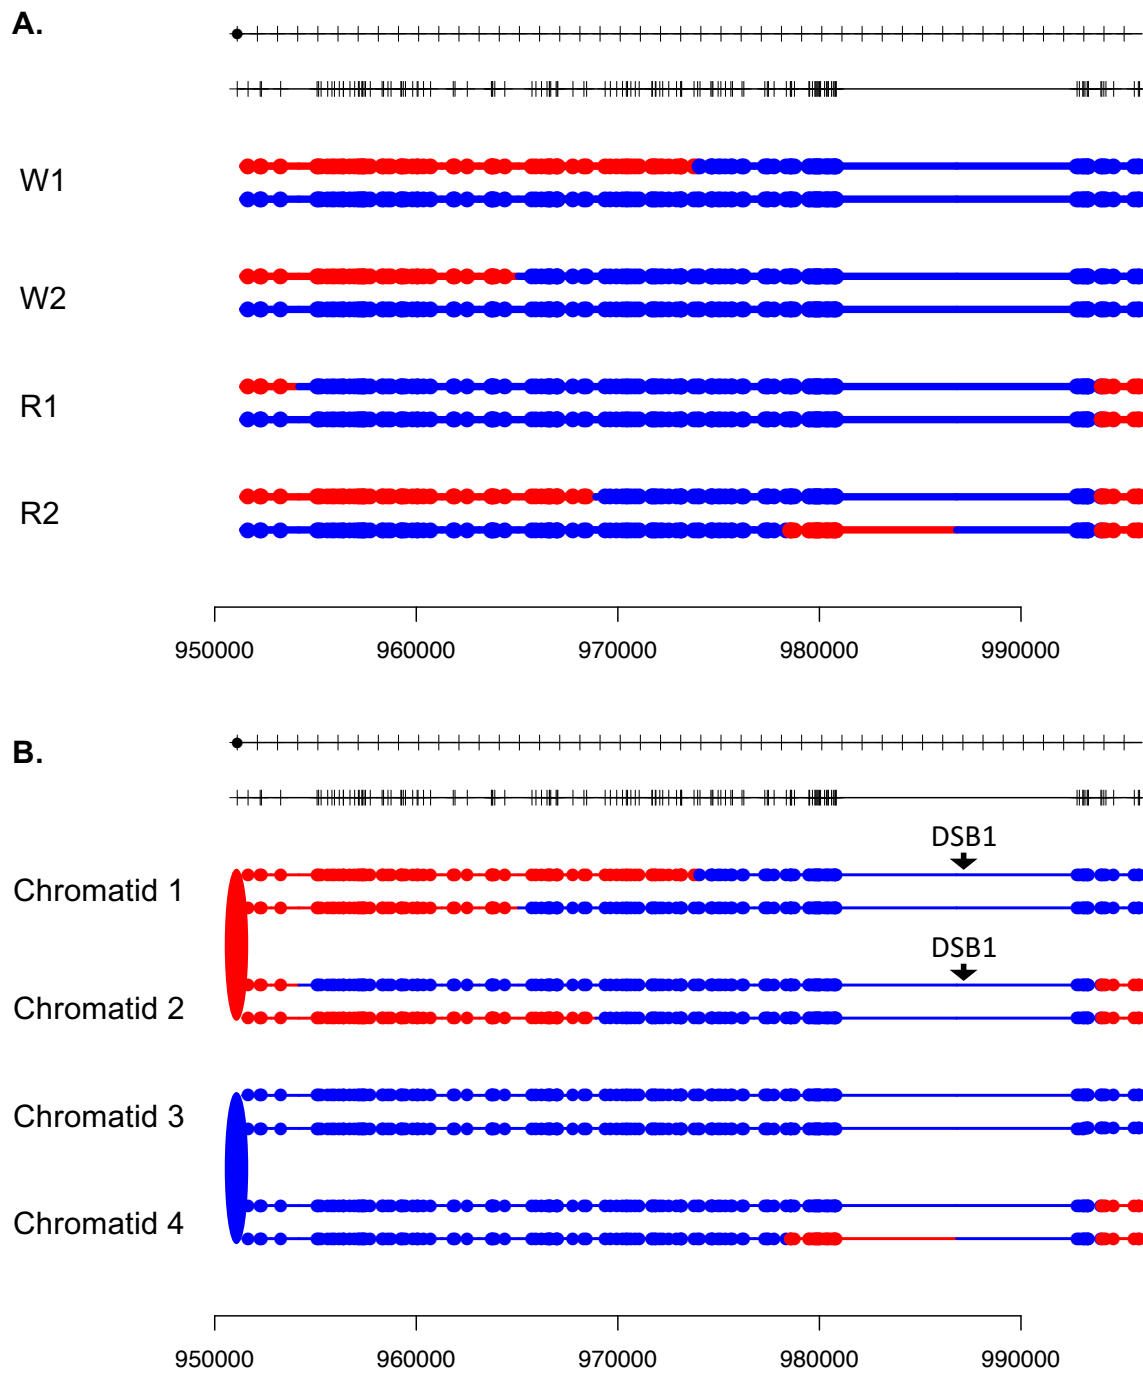 A.
W1
W2
R1
R2
950000 960000 970000 980000 990000
B.
DSB1
Chromatid 1
DSB1
Chromatid 2
Chromatid 3
Chromatid 4
950000 960000 970000 980000 990000